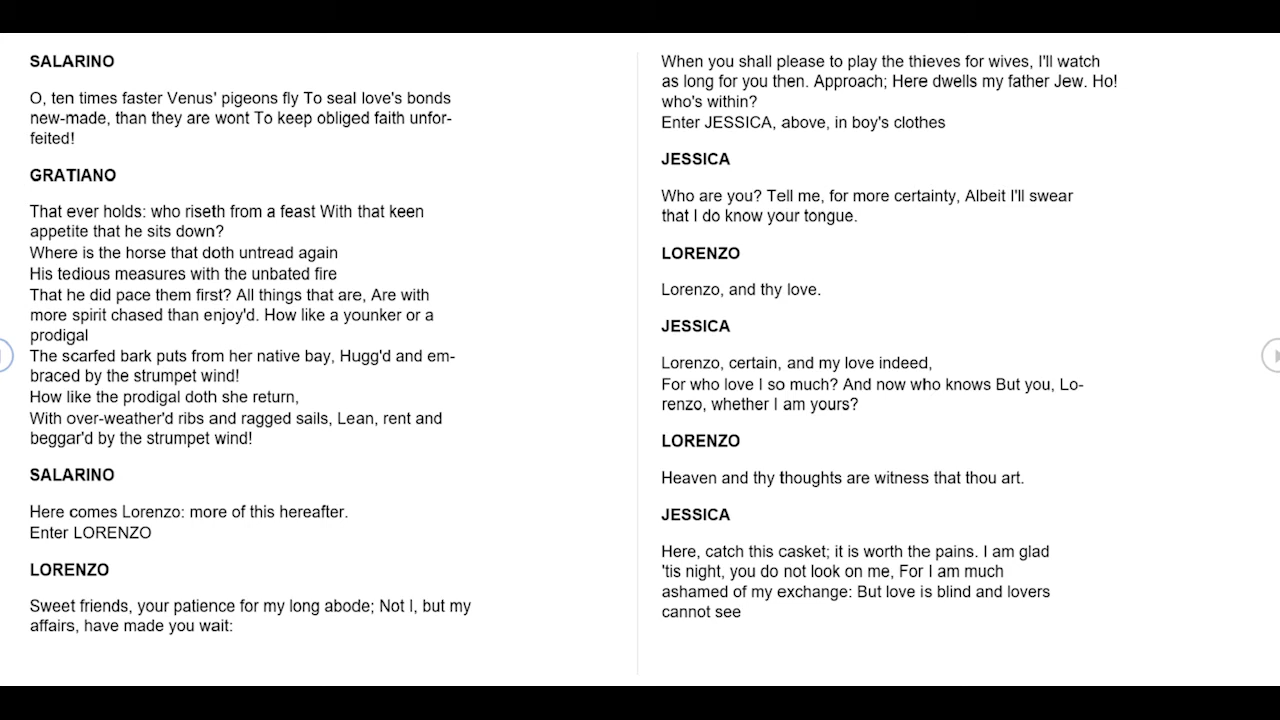 SALARINO
O, ten times faster Venus' pigeons fly To seal love's bonds
new-made, than they are wont To keep obliged faith unfor-
feited!
GRATIANO
That ever holds: who riseth from a feast With that keen
appetite that he sits down?
Where is the horse that doth untread again
His tedious measures with the unbated fire
That he did pace them first? All things that are, Are with
more spirit chased than enjoy'd. How like a younker or a
prodigal
The scarfed bark puts from her native bay, Hugg'd and em-
braced by the strumpet wind!
How like the prodigal doth she return,
With over-weather'd ribs and ragged sails, Lean, rent and
beggar'd by the strumpet wind!
SALARINO
Here comes Lorenzo: more of this hereafter.
Enter LORENZO
LORENZO
Sweet friends, your patience for my long abode; Not I, but my
affairs, have made you wait:
When you shall please to play the thieves for wives, I'll watch
as long for you then. Approach; Here dwells my father Jew. Ho!
who's within?
Enter JESSICA, above, in boy's clothes
JESSICA
Who are you? Tell me, for more certainty, Albeit I'll swear
that I do know your tongue.
LORENZO
Lorenzo, and thy love.
JESSICA
Lorenzo, certain, and my love indeed,
For who love I so much? And now who knows But you, Lo-
renzo, whether I am yours?
LORENZO
Heaven and thy thoughts are witness that thou art.
JESSICA
Here, catch this casket; it is worth the pains. I am glad
'tis night, you do not look on me, For I am much
ashamed of my exchange: But love is blind and lovers
cannot see